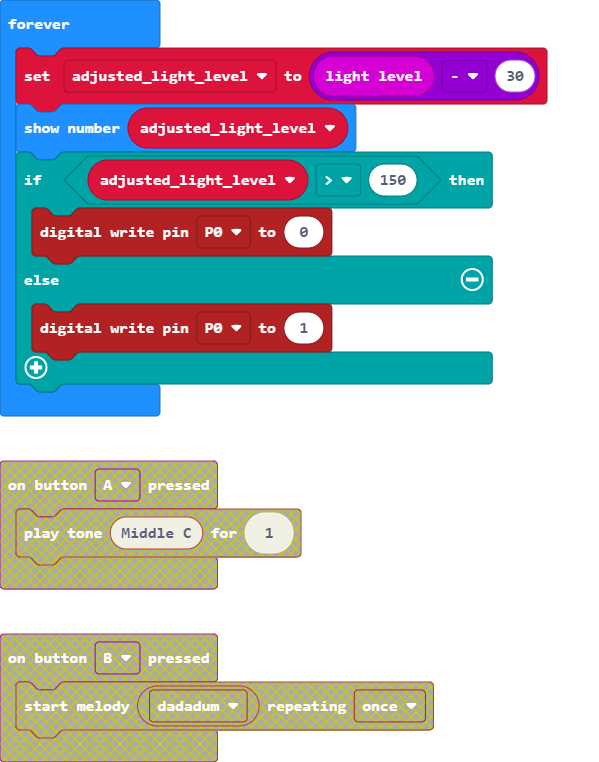 forever
set adjusted_light_level to light level - 30
show number adjusted_light_level
if adjusted_light_level > 150 then
digital write pin P0 to 0
else
digital write pin P0 to 1
on button A pressed
play tone Middle C for 1
on button B pressed
start melody dadadum repeating once